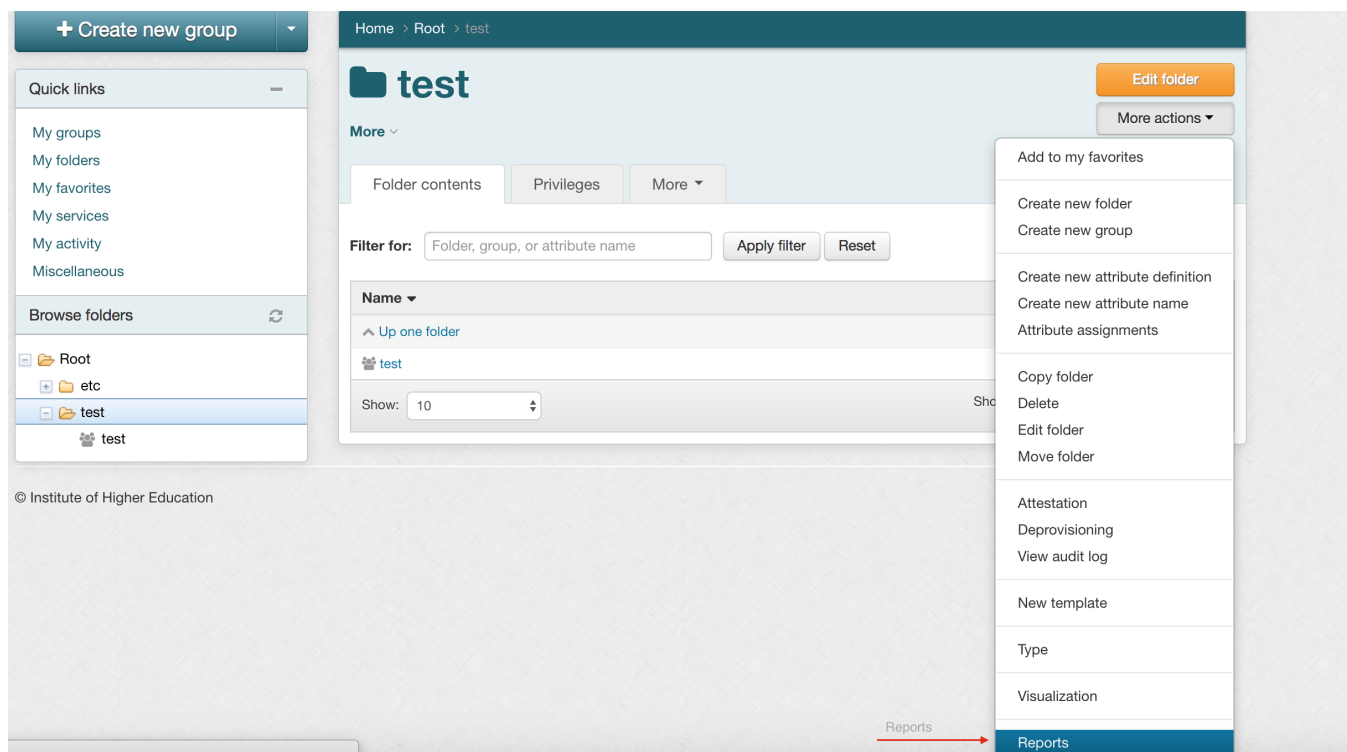 + Create new group
Quick links
My groups
My folders
My favorites
My services
My activity
Miscellaneous
Browse folders
Root
etc
test
test
© Institute of Higher Education
Home > Root > test
test
Edit folder
More actions
More
Folder contents
Privileges
More
Filter for:
Folder, group, or attribute name
Apply filter
Reset
Name
Up one folder
test
Show: 10
Sho
Add to my favorites
Create new folder
Create new group
Create new attribute definition
Create new attribute name
Attribute assignments
Copy folder
Delete
Edit folder
Move folder
Attestation
Deprovisioning
View audit log
New template
Type
Visualization
Reports
Reports